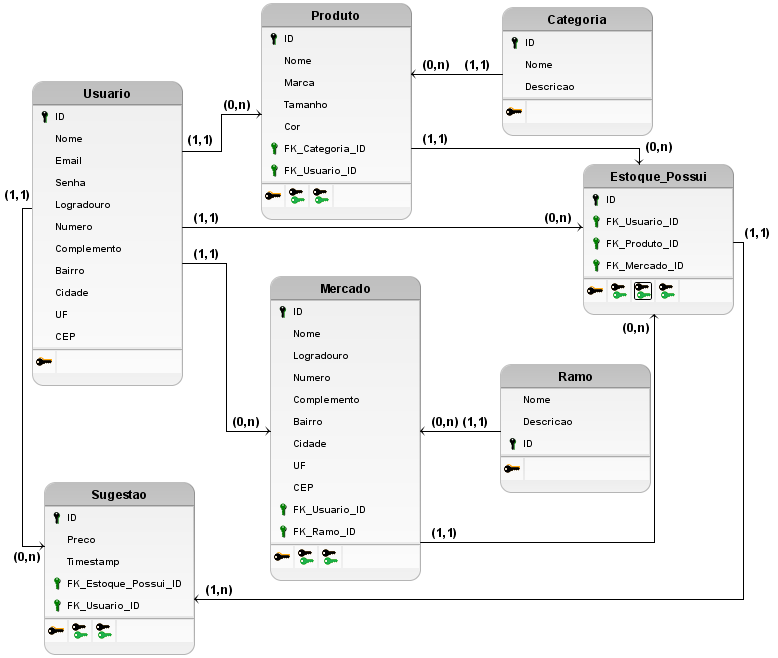 Produto
ID
Nome
Marca
Tamanho
Cor
FK_Categoria_ID
FK_Usuario_ID
Categoria
ID
Nome
Descricao
(0,n) (1,1)
Usuario
ID
Nome
Email
Senha
Logradouro
Numero
Complemento
Bairro
Cidade
UF
CEP
(0,n)
(1,1)
(1,1)
(0,n)
Estoque_Possui
ID
FK_Usuario_ID
FK_Produto_ID
FK_Mercado_ID
(1,1)
(1,1)
(0,n)
(1,1)
(1,1)
Mercado
ID
Nome
Logradouro
Numero
Complemento
Bairro
Cidade
UF
CEP
FK_Usuario_ID
FK_Ramo_ID
(0,n)
Ramo
Nome
Descricao
ID
(0,n)
(0,n) (1,1)
(1,1)
Sugestao
ID
Preco
Timestamp
FK_Estoque_Possui_ID
FK_Usuario_ID
(0,n)
(1,n)